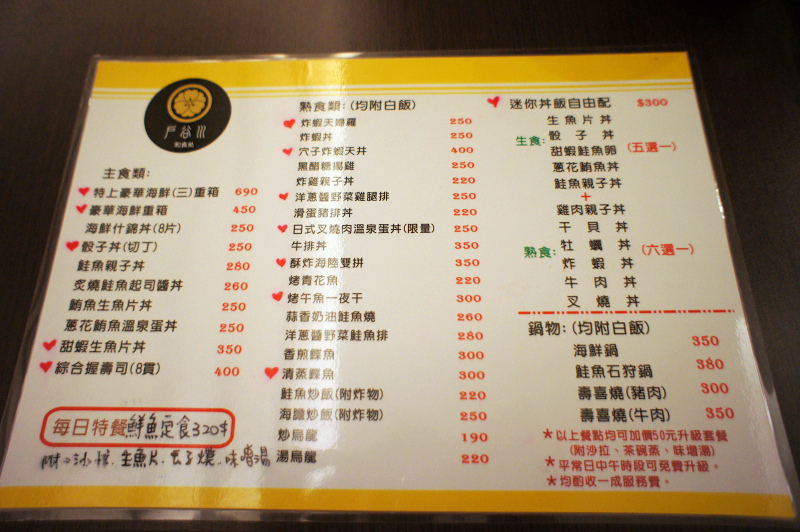 戶谷川
和食処
主食類:
特上豪華海鮮(三)重箱 690
豪華海鮮重箱 450
海鮮什錦丼(8片) 250
骰子丼(切丁) 250
鮭魚親子丼 280
炙燒鮭魚起司醬丼 260
鮪魚生魚片丼 250
蔥花鮪魚溫泉蛋丼 250
甜蝦生魚片丼 350
綜合握壽司(8貫) 400
每日特餐鮮魚定食320元
生魚片、玉子燒、味噌湯
熟食類:(均附白飯)
炸蝦天婦羅 250
炸蝦丼 250
穴子炸蝦天丼 400
黑醋糖揚雞 250
炸雞親子丼 220
洋蔥醬野菜雞腿排 250
滑蛋豬排丼 220
日式叉燒肉溫泉蛋丼(限量) 250
牛排丼 350
酥炸海陸雙拼 350
烤青花魚 220
烤午魚一夜干 300
蒜香奶油鮭魚燒 260
洋蔥醬野菜鮭魚排 280
香煎鰈魚 300
清蒸鰈魚 300
鮭魚炒飯(附炸物) 220
海膽炒飯(附炸物) 250
炒烏龍 190
湯烏龍 220
迷你丼飯自由配 $300
生魚片丼
生食: 骰子丼 (五選一)
甜蝦鮭魚卵
蔥花鮪魚丼
鮭魚親子丼
+
雞肉親子丼
干貝丼
熟食: 牡蠣丼 (六選一)
炸蝦丼
牛肉丼
叉燒丼
鍋物:(均附白飯)
海鮮鍋 350
鮭魚石狩鍋 380
壽喜燒(豬肉) 300
壽喜燒(牛肉) 350
*以上餐點均可加價50元升級套餐
(附沙拉、茶碗蒸、味增湯)
*平常日中午時段可免費升級。
*均酌收一成服務費。